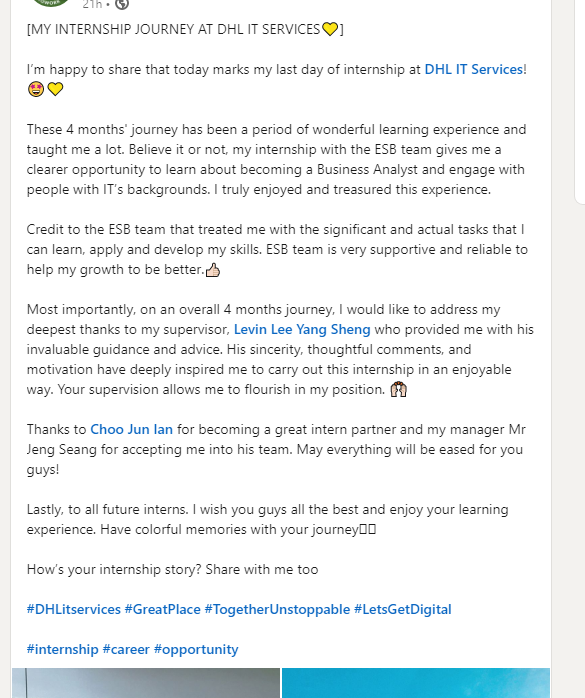 21h •
[MY INTERNSHIP JOURNEY AT DHL IT SERVICES💛]
I'm happy to share that today marks my last day of internship at DHL IT Services!
🤩💛
These 4 months' journey has been a period of wonderful learning experience and
taught me a lot. Believe it or not, my internship with the ESB team gives me a
clearer opportunity to learn about becoming a Business Analyst and engage with
people with IT's backgrounds. I truly enjoyed and treasured this experience.
Credit to the ESB team that treated me with the significant and actual tasks that I
can learn, apply and develop my skills. ESB team is very supportive and reliable to
help my growth to be better.👍🏻
Most importantly, on an overall 4 months journey, I would like to address my
deepest thanks to my supervisor, Levin Lee Yang Sheng who provided me with his
invaluable guidance and advice. His sincerity, thoughtful comments, and
motivation have deeply inspired me to carry out this internship in an enjoyable
way. Your supervision allows me to flourish in my position. 🙌🏻
Thanks to Choo Jun Ian for becoming a great intern partner and my manager Mr
Jeng Seang for accepting me into his team. May everything will be eased for you
guys!
Lastly, to all future interns. I wish you guys all the best and enjoy your learning
experience. Have colorful memories with your journey▯▯
How's your internship story? Share with me too
#DHLitservices #GreatPlace #TogetherUnstoppable #LetsGetDigital
#internship #career #opportunity